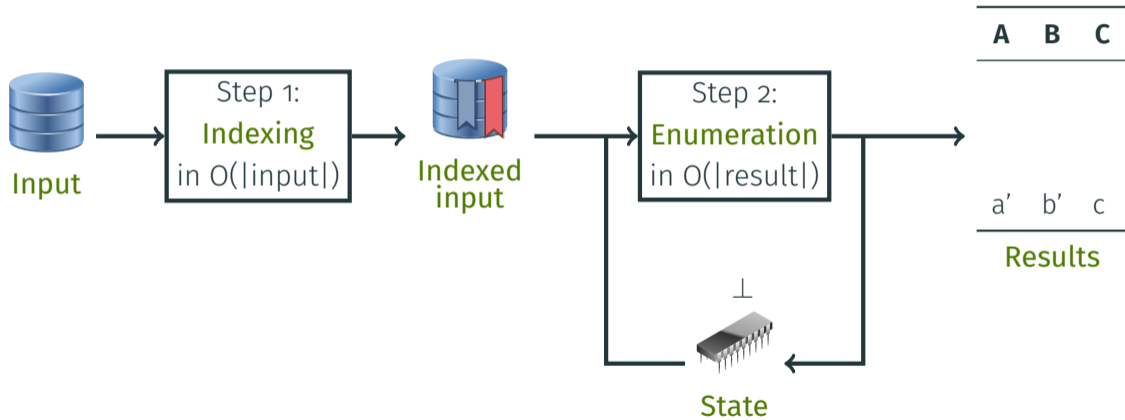 Input
Step 1:
Indexing
in O(|input|)
Indexed
input
Step 2:
Enumeration
in O(|result|)
⊥
State
A B C
a' b' c
Results